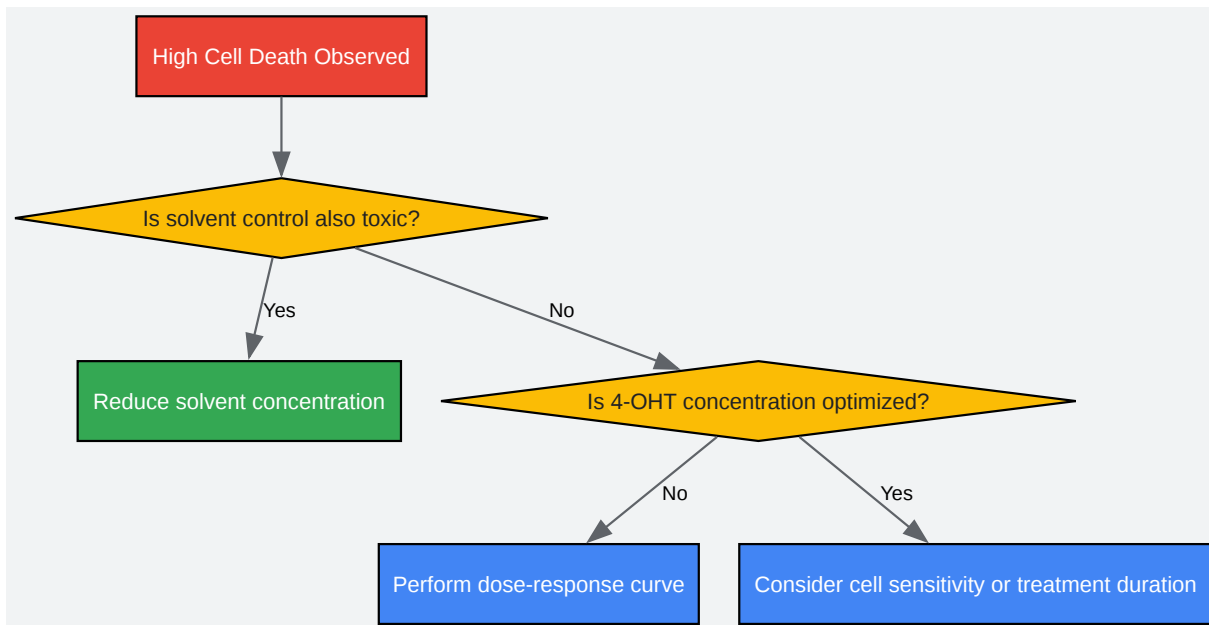 High Cell Death Observed
Is solvent control also toxic?
Yes
No
Reduce solvent concentration
Is 4-OHT concentration optimized?
No
Yes
Perform dose-response curve
Consider cell sensitivity or treatment duration